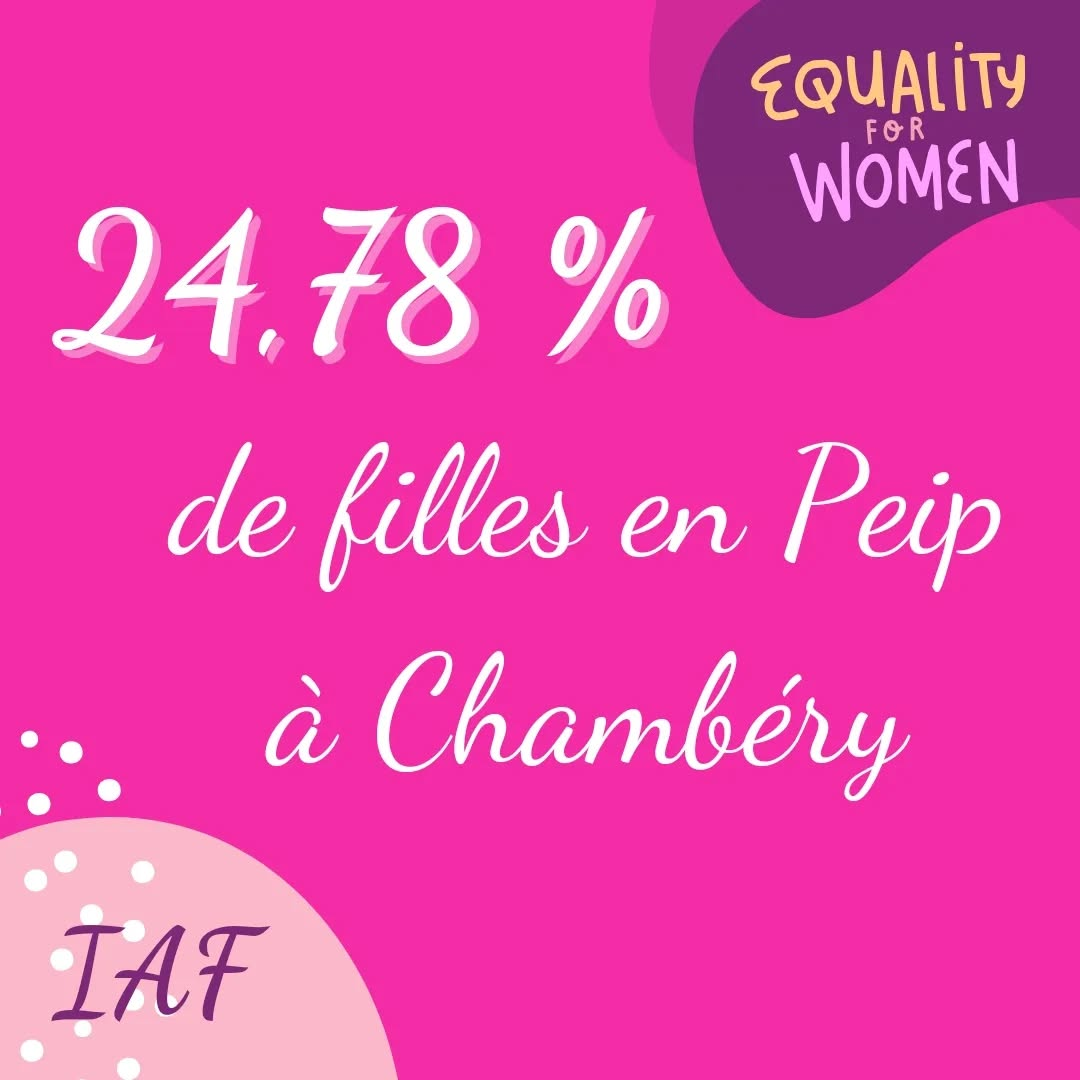 EQUALITY
FOR
WOMEN
24,78 %
de filles en Peip
à Chambéry
IAF